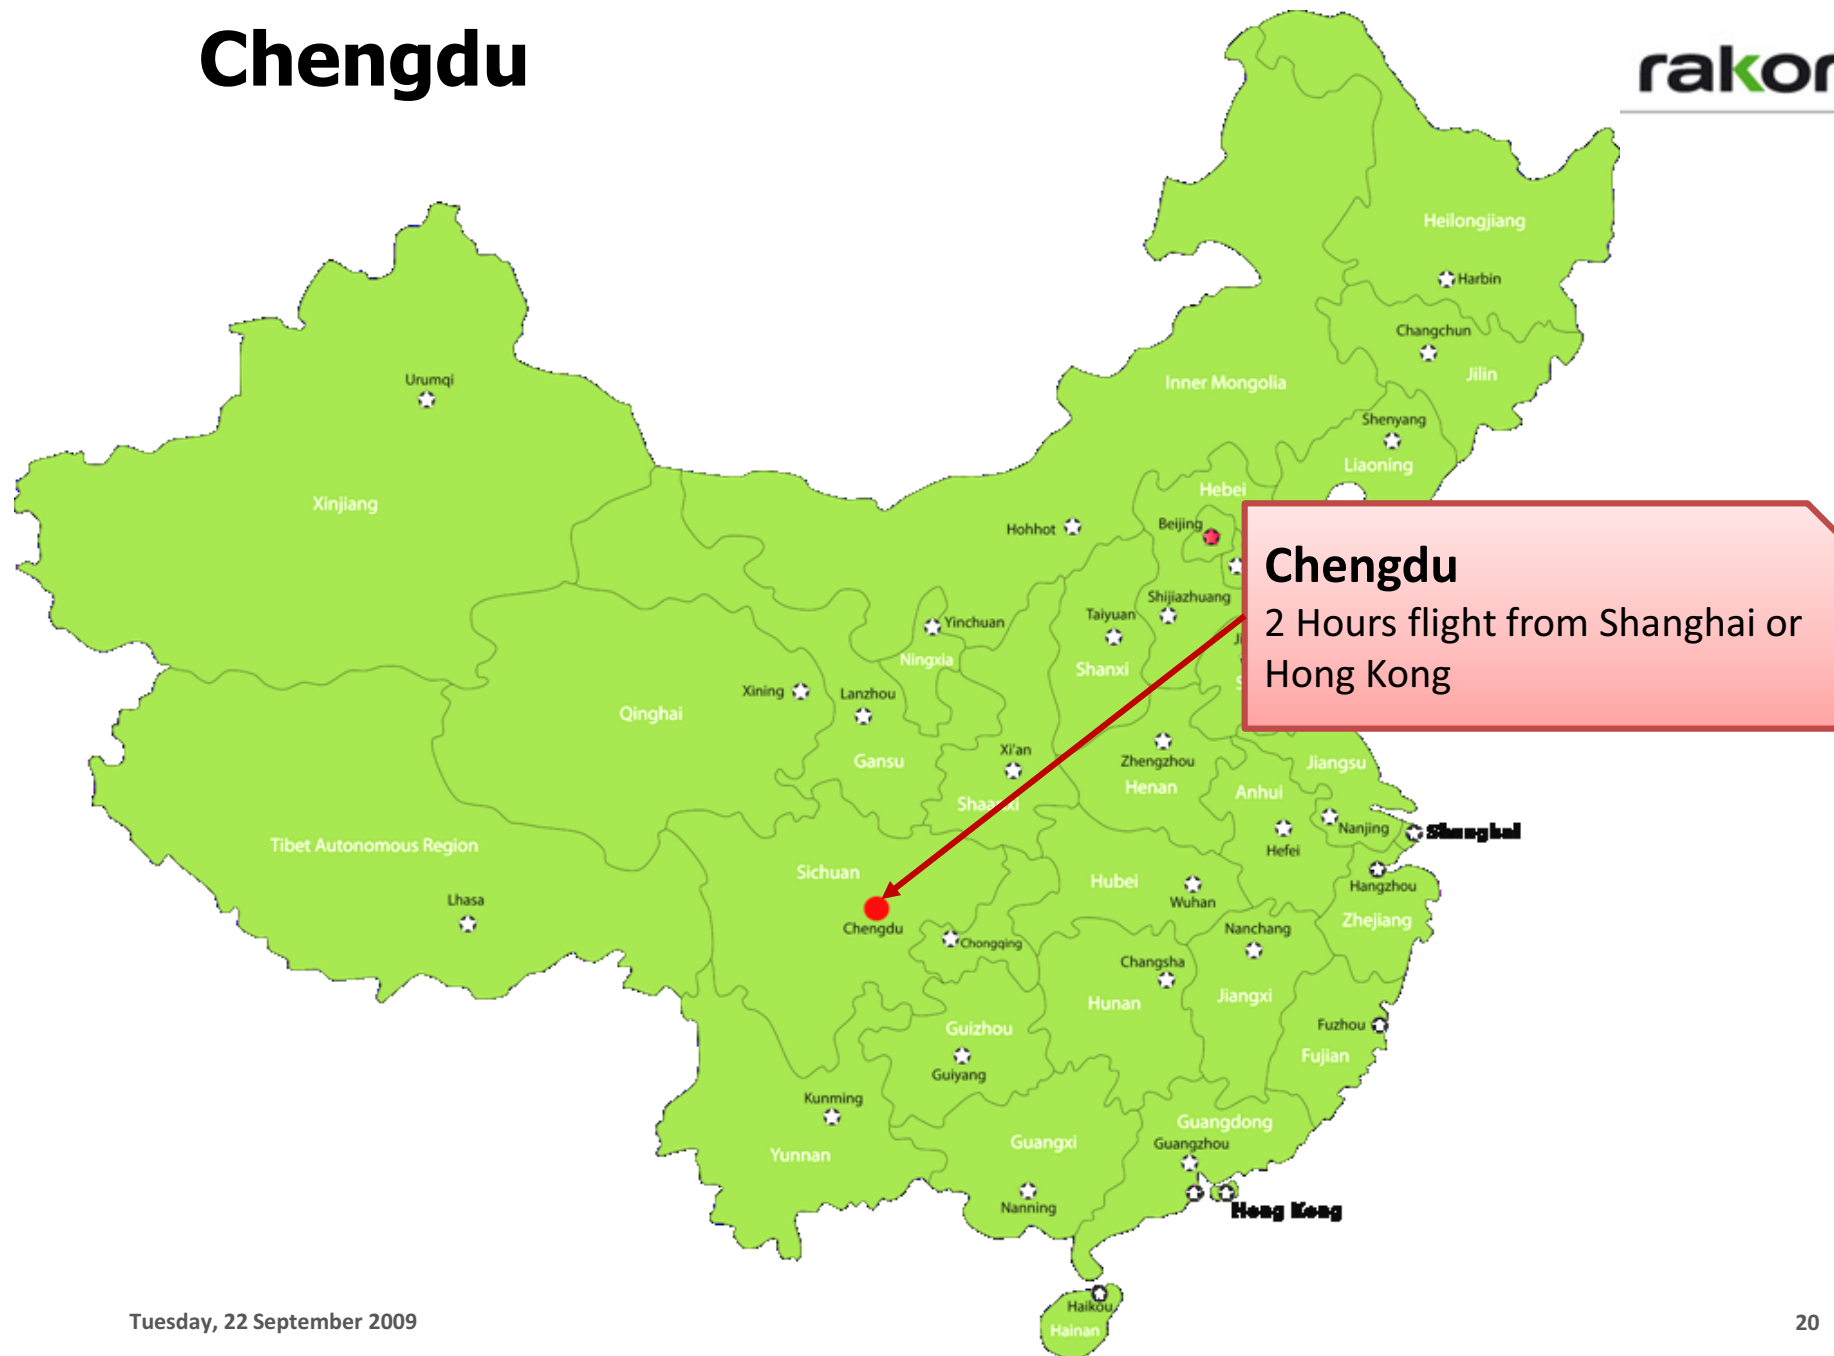 Chengdu
rakon
Heilongjiang
Harbin
Changchun
Jilin
Inner Mongolia
Urumqi
Shenyang
Liaoning
Xinjiang
Hebei
Hohhot
Beijing
Chengdu
2 Hours flight from Shanghai or
Hong Kong
Shijiazhuang
Taiyuan
Yinchuan
Ningxia
Shanxi
Xining
Lanzhou
Qinghai
Xi'an
Gansu
Zhengzhou
Jiangsu
Henan
Anhui
Shaanxi
Nanjing
Shanghai
Tibet Autonomous Region
Hefei
Sichuan
Hubei
Hangzhou
Lhasa
Wuhan
Zhejiang
Chengdu
Nanchang
Chongqing
Changsha
Jiangxi
Hunan
Guizhou
Fuzhou
Fujian
Guiyang
Kunming
Guangdong
Guangxi
Guangzhou
Yunnan
Nanning
Hong Kong
Haikou
Hainan
Tuesday, 22 September 2009
20